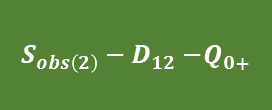 S_obs(2) − D_12 −Q_0+